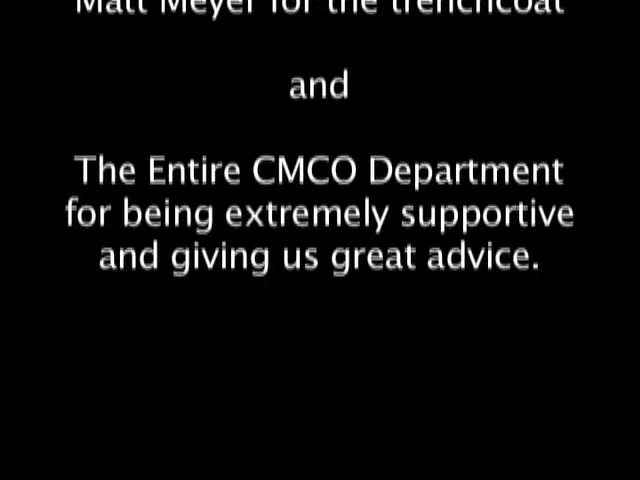 Matt Meyer for the trenchcoat
and
The Entire CMCO Department
for being extremely supportive
and giving us great advice.